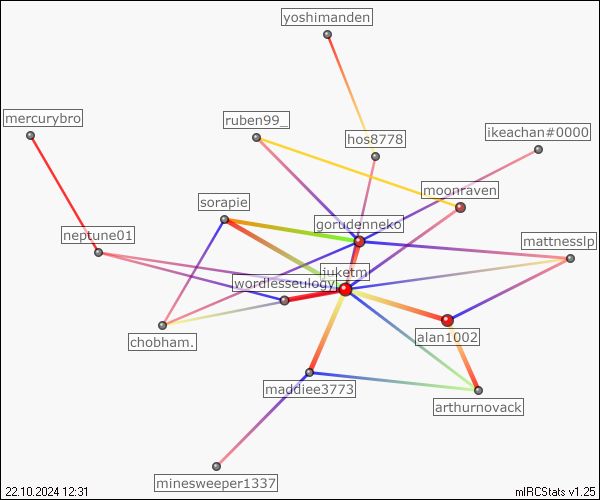 yoshimanden
mercurybro
ruben99_
hos8778
ikeachan#0000
moonraven
sorapie
gorudenneko
neptune01
mattnesslp
juketm
wordlesseulogy
chobham.
alan1002
maddiee3773
arthurnovack
minesweeper1337
22.10.2024 12:31
mIRCStats v1.25